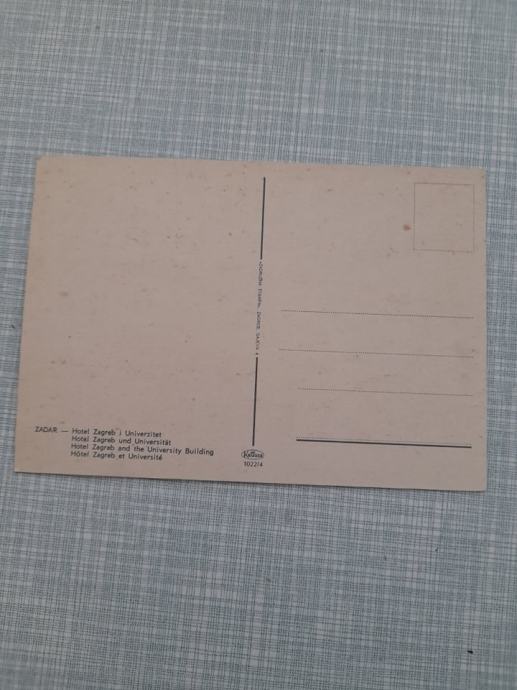 ZADAR — Hotel Zagreb i Univerzitet
Hotel Zagreb und Universität
Hotel Zagreb and the University Building
Hôtel Zagreb et Université
10221/4